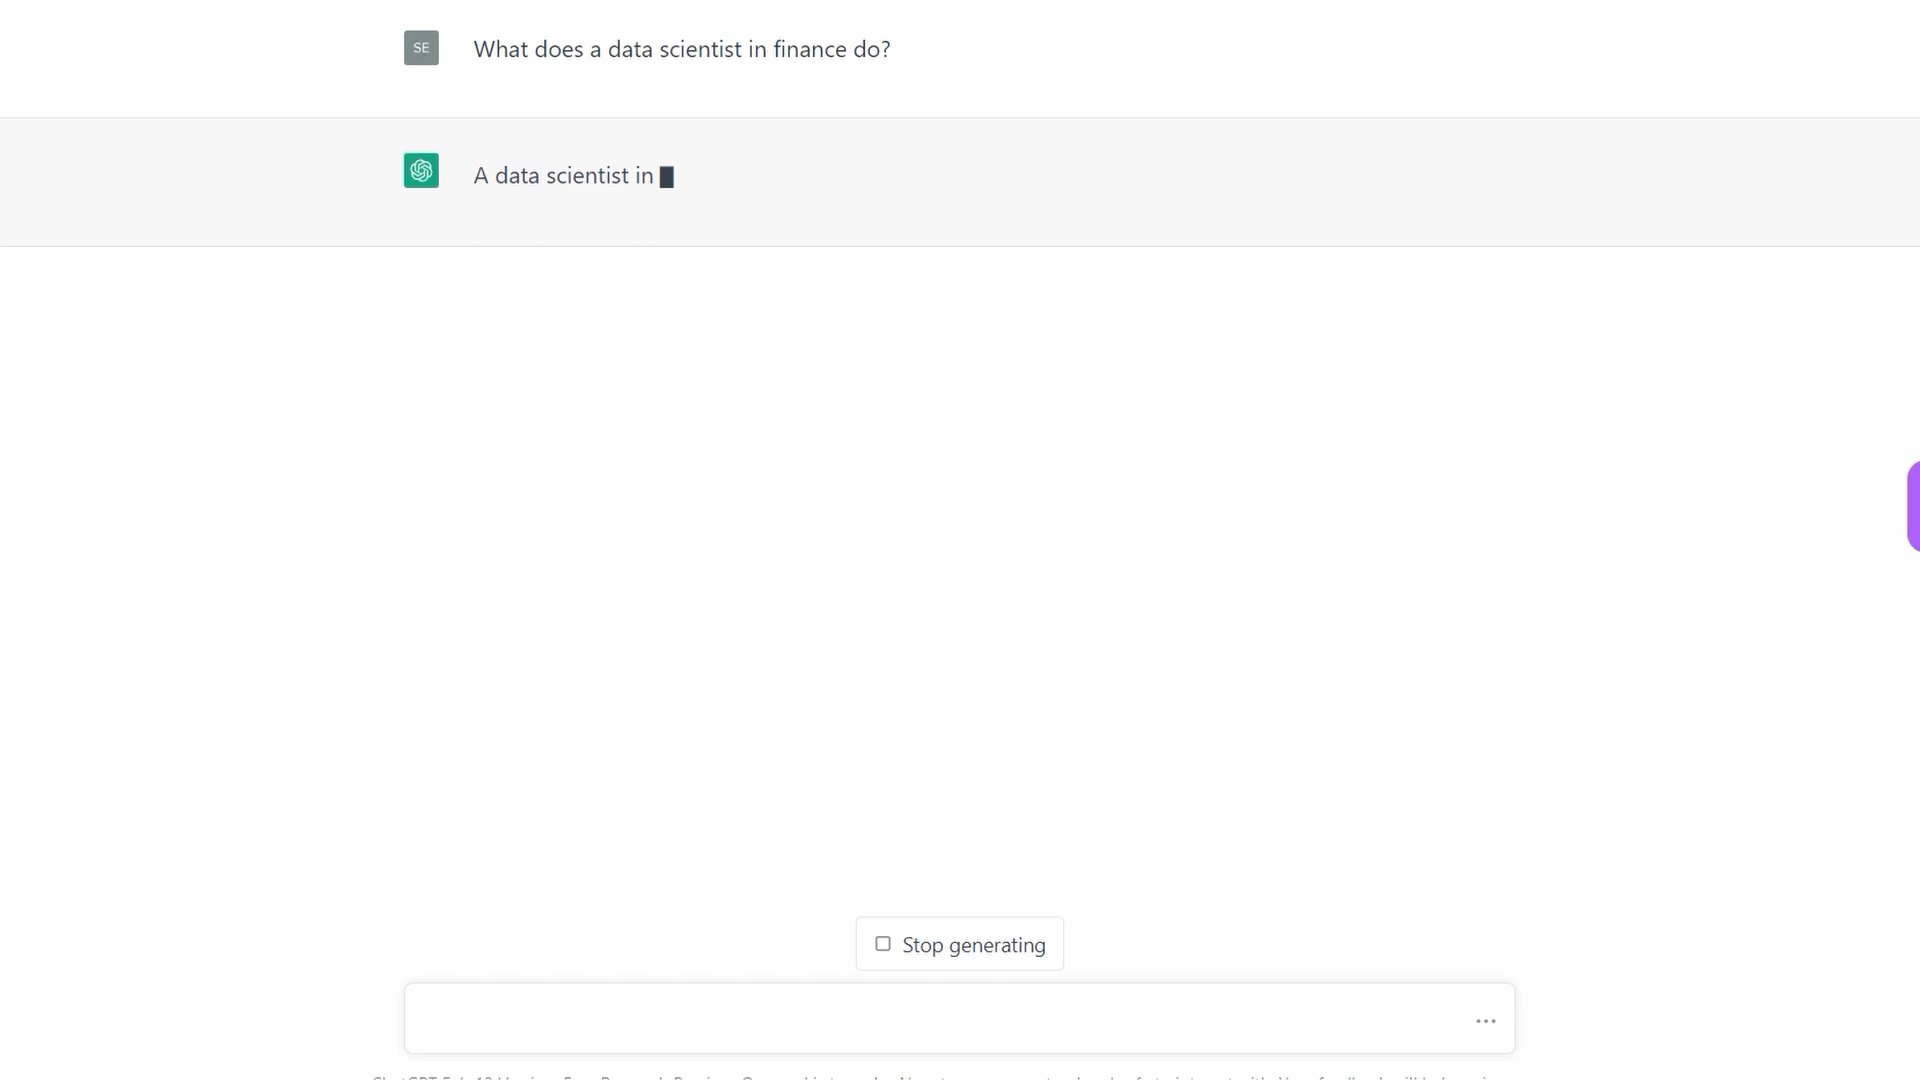 SE
What does a data scientist in finance do?
A data scientist in
Stop generating